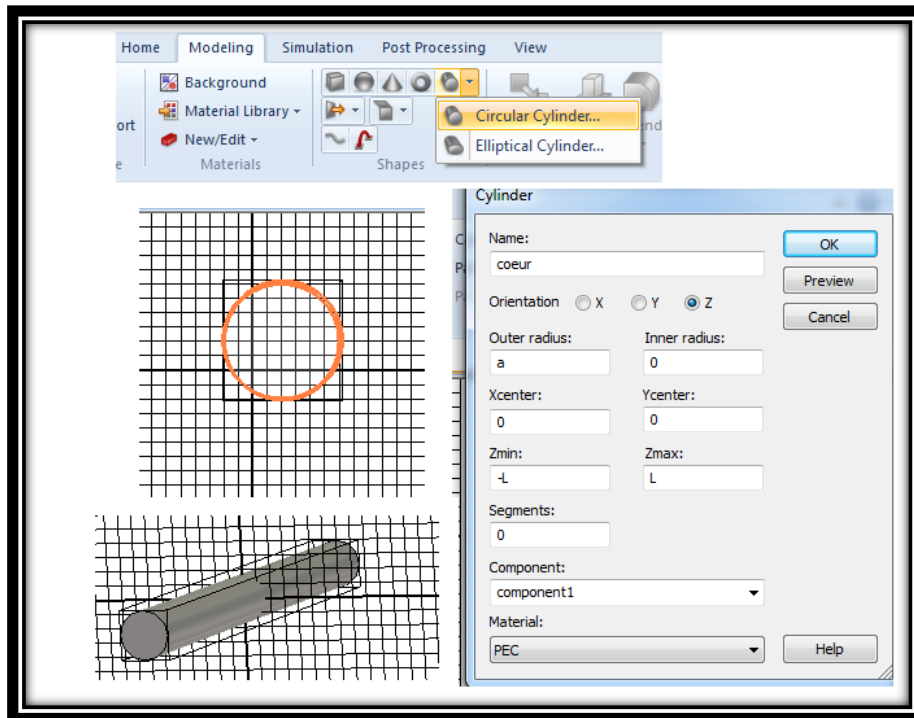 Home Modeling Simulation Post Processing View
Background
Material Library
ort
New/Edit
Circular Cylinder...
Elliptical Cylinder...
end
e Materials Shapes
Cylinder
Name:
OK
coeur
Preview
Orientation X Y Z
Cancel
Outer radius: Inner radius:
a 0
Xcenter: Ycenter:
0 0
Zmin: Zmax:
-L L
Segments:
0
Component:
component1
Material:
PEC Help